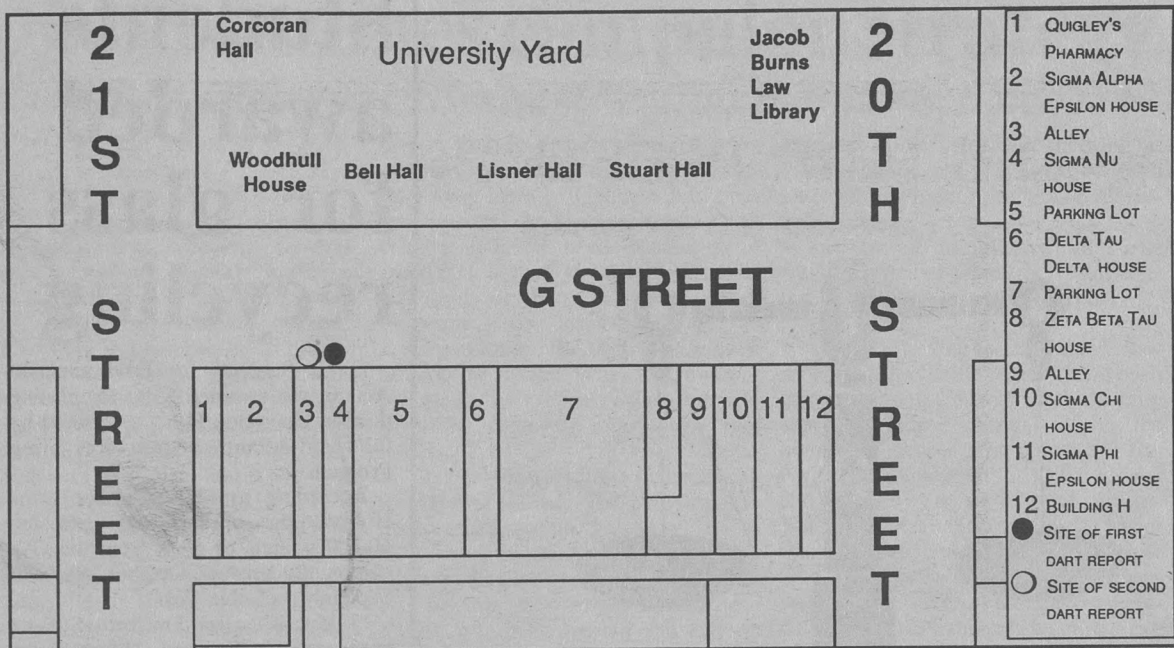 21ST STREET
Corcoran
Hall
University Yard
Jacob
Burns
Law
Library
Woodhull
House
Bell Hall
Lisner Hall
Stuart Hall
20TH STREET
G STREET
1 2 3 4 5 6 7 8 9 10 11 12
1 QUIGLEY'S
PHARMACY
2 SIGMA ALPHA
EPSILON HOUSE
3 ALLEY
4 SIGMA NU
HOUSE
5 PARKING LOT
6 DELTA TAU
DELTA HOUSE
7 PARKING LOT
8 ZETA BETA TAU
HOUSE
9 ALLEY
10 SIGMA CHI
HOUSE
11 SIGMA PHI
EPSILON HOUSE
12 BUILDING H
SITE OF FIRST
DART REPORT
SITE OF SECOND
DART REPORT